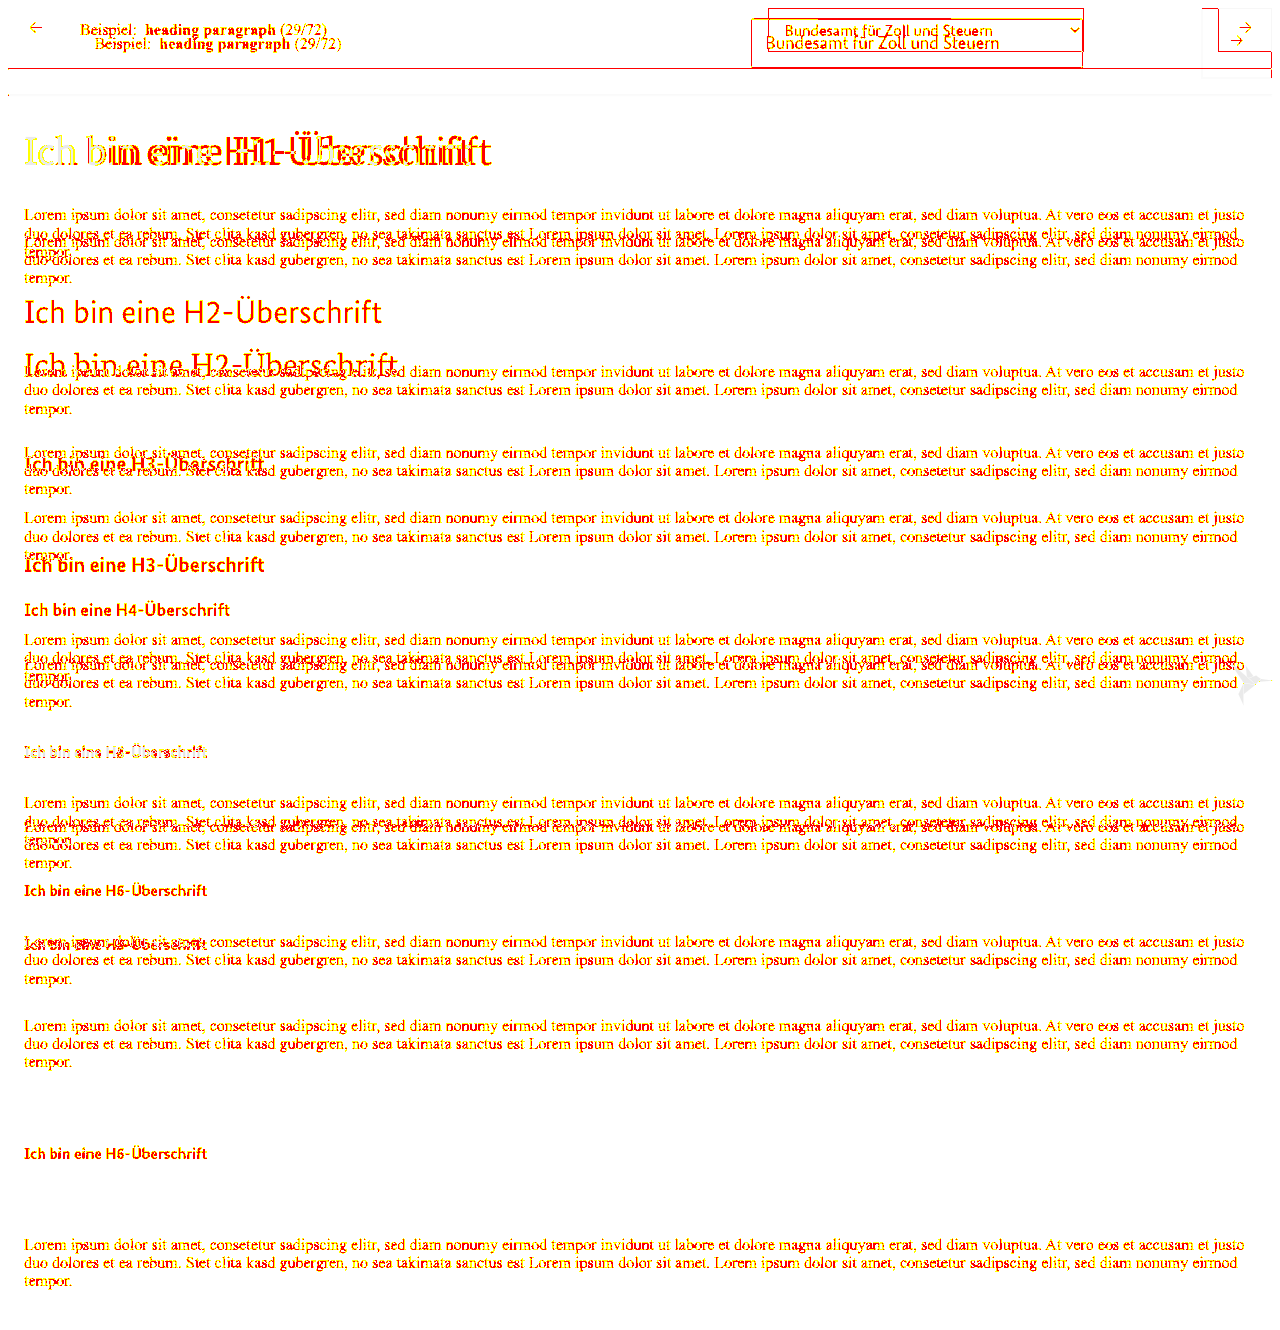 Beispiel: heading paragraph (29/72)
Bundesamt für Zoll und Steuern
Beispiel: heading paragraph (29/72)
Bundesamt für Zoll und Steuern
Ich bin eine H1-Überschrift
Lorem ipsum dolor sit amet, consetetur sadipscing elitr, sed diam nonumy eirmod tempor invidunt ut labore et dolore magna aliquyam erat, sed diam voluptua. At vero eos et accusam et justo
duo dolores et ea rebum. Stet clita kasd gubergren, no sea takimata sanctus est Lorem ipsum dolor sit amet. Lorem ipsum dolor sit amet, consetetur sadipscing elitr, sed diam nonumy eirmod
Lorem ipsum dolor sit amet, consetetur sadipscing elitr, sed diam nonumy eirmod tempor invidunt ut labore et dolore magna aliquyam erat, sed diam voluptua. At vero eos et accusam et justo
tempor.
duo dolores et ea rebum. Stet clita kasd gubergren, no sea takimata sanctus est Lorem ipsum dolor sit amet. Lorem ipsum dolor sit amet, consetetur sadipscing elitr, sed diam nonumy eirmod
tempor.
Ich bin eine H2-Überschrift
Ich bin eine H2-Überschrift
Lorem ipsum dolor sit amet, consetetur sadipscing elitr, sed diam nonumy eirmod tempor invidunt ut labore et dolore magna aliquyam erat, sed diam voluptua. At vero eos et accusam et justo
duo dolores et ea rebum. Stet clita kasd gubergren, no sea takimata sanctus est Lorem ipsum dolor sit amet. Lorem ipsum dolor sit amet, consetetur sadipscing elitr, sed diam nonumy eirmod
tempor.
Lorem ipsum dolor sit amet, consetetur sadipscing elitr, sed diam nonumy eirmod tempor invidunt ut labore et dolore magna aliquyam erat, sed diam voluptua. At vero eos et accusam et justo
Ich bin eine H3-Überschrift
duo dolores et ea rebum. Stet clita kasd gubergren, no sea takimata sanctus est Lorem ipsum dolor sit amet. Lorem ipsum dolor sit amet, consetetur sadipscing elitr, sed diam nonumy eirmod
tempor.
Lorem ipsum dolor sit amet, consetetur sadipscing elitr, sed diam nonumy eirmod tempor invidunt ut labore et dolore magna aliquyam erat, sed diam voluptua. At vero eos et accusam et justo
duo dolores et ea rebum. Stet clita kasd gubergren, no sea takimata sanctus est Lorem ipsum dolor sit amet. Lorem ipsum dolor sit amet, consetetur sadipscing elitr, sed diam nonumy eirmod
tempor.
Ich bin eine H3-Überschrift
Ich bin eine H4-Überschrift
Lorem ipsum dolor sit amet, consetetur sadipscing elitr, sed diam nonumy eirmod tempor invidunt ut labore et dolore magna aliquyam erat, sed diam voluptua. At vero eos et accusam et justo
duo dolores et ea rebum. Stet clita kasd gubergren, no sea takimata sanctus est Lorem ipsum dolor sit amet. Lorem ipsum dolor sit amet, consetetur sadipscing elitr, sed diam nonumy eirmod
Lorem ipsum dolor sit amet, consetetur sadipscing elitr, sed diam nonumy eirmod tempor invidunt ut labore et dolore magna aliquyam erat, sed diam voluptua. At vero eos et accusam et justo
tempor.
duo dolores et ea rebum. Stet clita kasd gubergren, no sea takimata sanctus est Lorem ipsum dolor sit amet. Lorem ipsum dolor sit amet, consetetur sadipscing elitr, sed diam nonumy eirmod
tempor.
Ich bin eine Überschrift
Lorem ipsum dolor sit amet, consetetur sadipscing elitr, sed diam nonumy eirmod tempor invidunt ut labore et dolore magna aliquyam erat, sed diam voluptua. At vero eos et accusam et justo
duo dolores et ea rebum. Stet clita kasd gubergren, no sea takimata sanctus est Lorem ipsum dolor sit amet. Lorem ipsum dolor sit amet, consetetur sadipscing elitr, sed diam nonumy eirmod
Lorem ipsum dolor sit amet, consetetur sadipscing elitr, sed diam nonumy eirmod tempor invidunt ut labore et dolore magna aliquyam erat, sed diam voluptua. At vero eos et accusam et justo
tempor.
duo dolores et ea rebum. Stet clita kasd gubergren, no sea takimata sanctus est Lorem ipsum dolor sit amet. Lorem ipsum dolor sit amet, consetetur sadipscing elitr, sed diam nonumy eirmod
tempor.
Ich bin eine H6-Überschrift
Lorem ipsum dolor sit amet, consetetur sadipscing elitr, sed diam nonumy eirmod tempor invidunt ut labore et dolore magna aliquyam erat, sed diam voluptua. At vero eos et accusam et justo
Ich bin eine Überschrift
duo dolores et ea rebum. Stet clita kasd gubergren, no sea takimata sanctus est Lorem ipsum dolor sit amet. Lorem ipsum dolor sit amet, consetetur sadipscing elitr, sed diam nonumy eirmod
tempor.
Lorem ipsum dolor sit amet, consetetur sadipscing elitr, sed diam nonumy eirmod tempor invidunt ut labore et dolore magna aliquyam erat, sed diam voluptua. At vero eos et accusam et justo
duo dolores et ea rebum. Stet clita kasd gubergren, no sea takimata sanctus est Lorem ipsum dolor sit amet. Lorem ipsum dolor sit amet, consetetur sadipscing elitr, sed diam nonumy eirmod
tempor.
Ich bin eine H6-Überschrift
Lorem ipsum dolor sit amet, consetetur sadipscing elitr, sed diam nonumy eirmod tempor invidunt ut labore et dolore magna aliquyam erat, sed diam voluptua. At vero eos et accusam et justo
duo dolores et ea rebum. Stet clita kasd gubergren, no sea takimata sanctus est Lorem ipsum dolor sit amet. Lorem ipsum dolor sit amet, consetetur sadipscing elitr, sed diam nonumy eirmod
tempor.